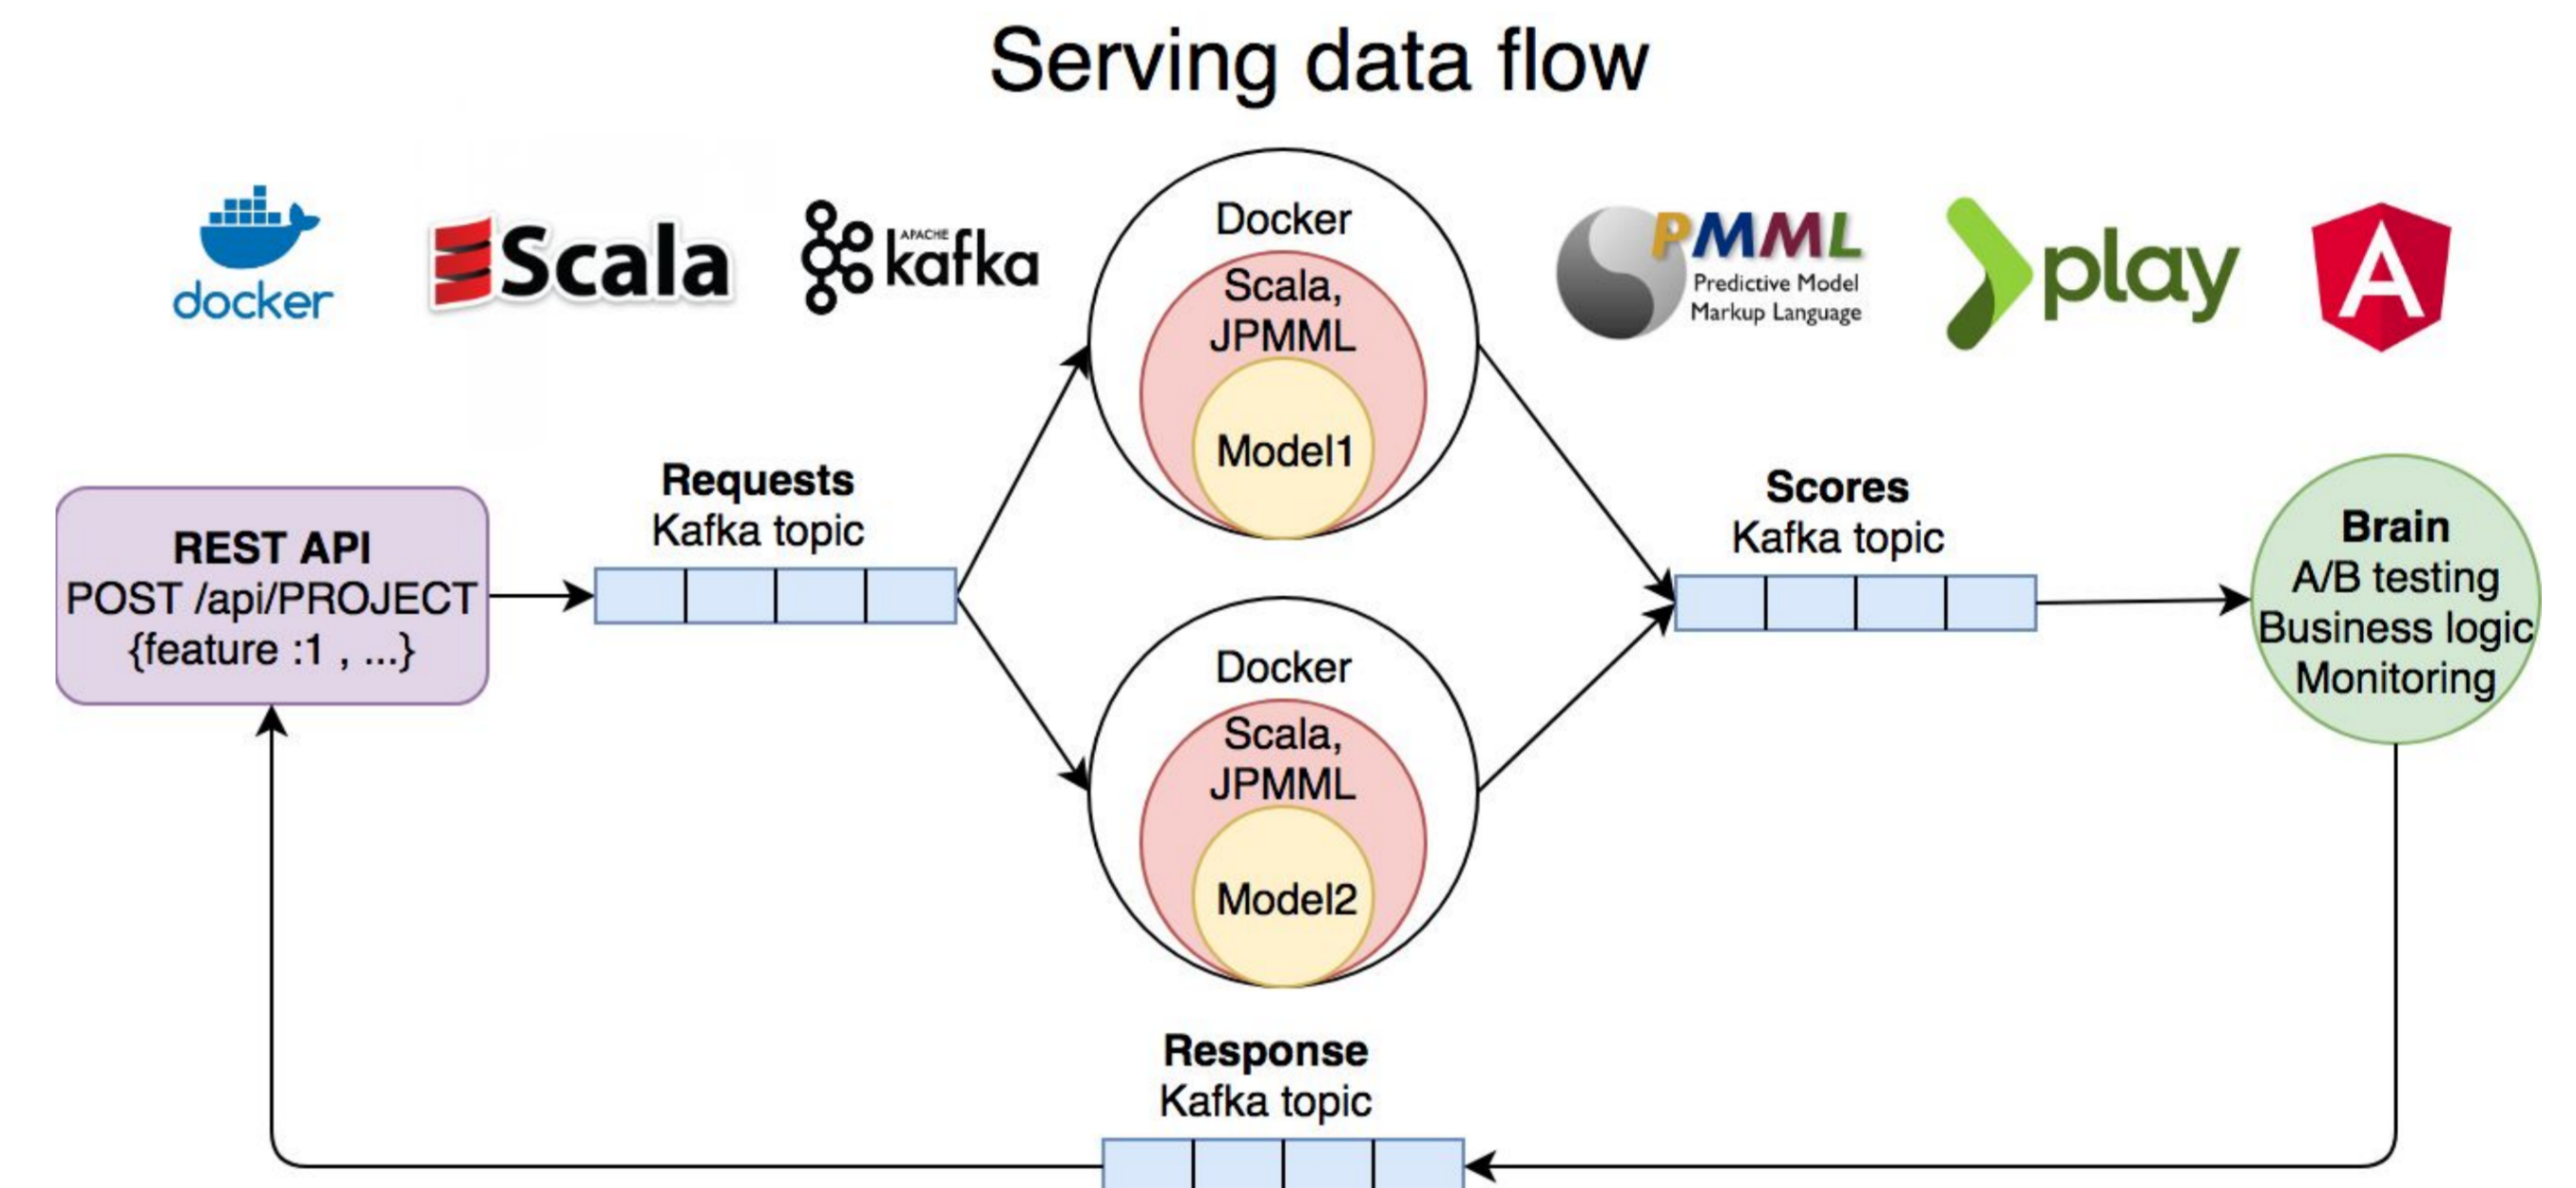 Serving data flow
docker
Scala
APACHE
kafka
PMML
Predictive Model
Markup Language
play
A
Docker
Scala,
JPMML
Model1
REST API
POST /api/PROJECT
{feature :1 , ...}
Requests
Kafka topic
Docker
Scala,
JPMML
Model2
Scores
Kafka topic
Brain
A/B testing
Business logic
Monitoring
Response
Kafka topic